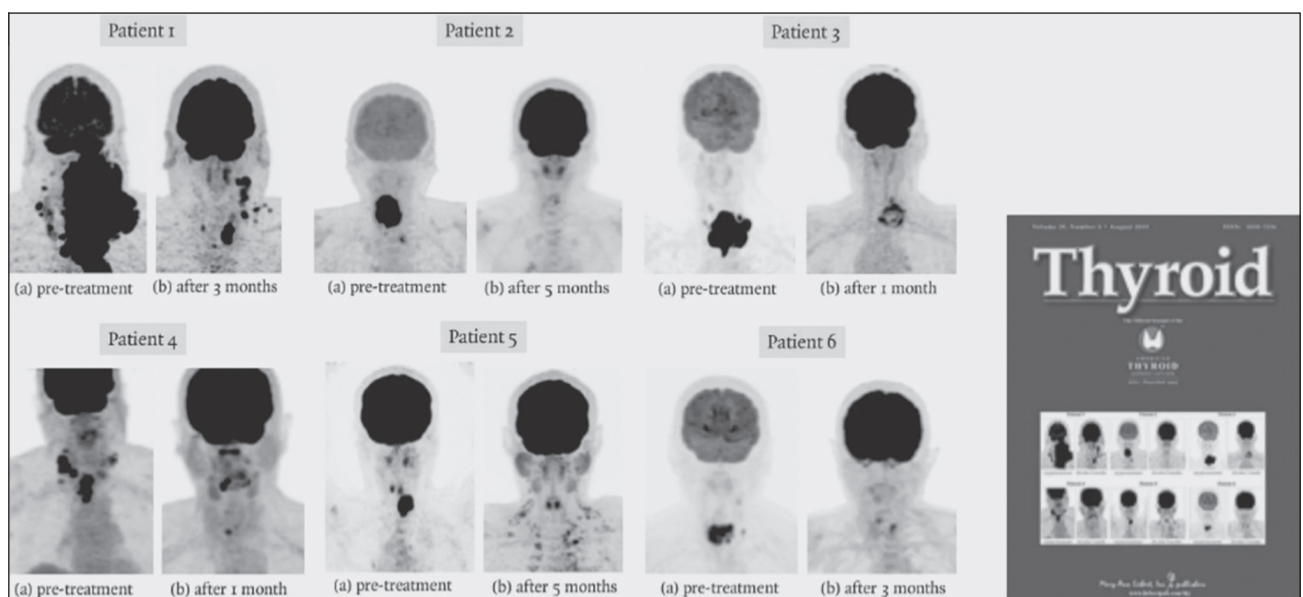 Patient 1
Patient 2
Patient 3
(a) pre-treatment
(b) after 3 months
(a) pre-treatment
(b) after 5 months
(a) pre-treatment
(b) after 1 month
Patient 4
Patient 5
Patient 6
(a) pre-treatment
(b) after 1 month
(a) pre-treatment
(b) after 5 months
(a) pre-treatment
(b) after 3 months
Thyroid
AMERICAN
THYROID
ASSOCIATION